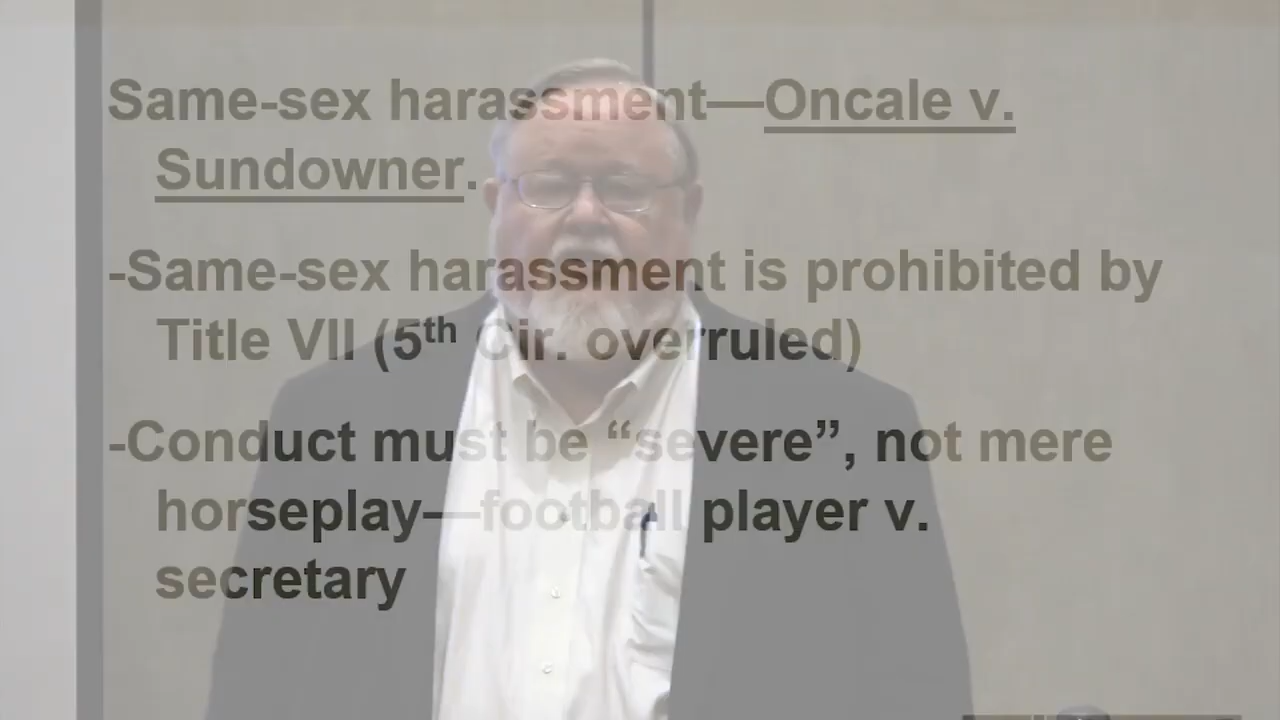 Same-sex harassment—Oncale v.
Sundowner.
-Same-sex harassment is prohibited by
Title VII (5th Cir. overruled)
-Conduct must be “severe”, not mere
horseplay—football player v.
secretary